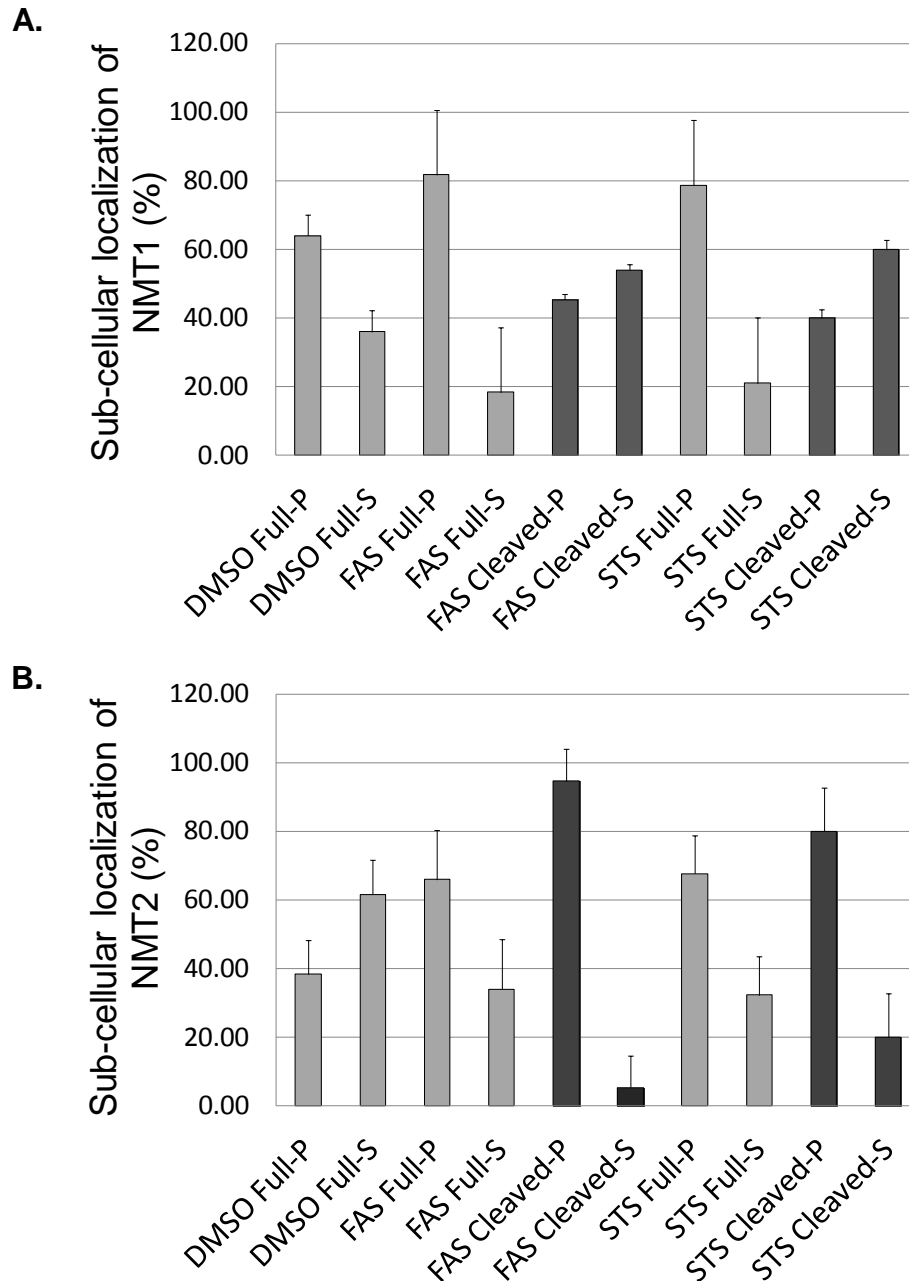 A.
Sub-cellular localization of
NMT1 (%)
120.00
100.00
80.00
60.00
40.00
20.00
0.00
DMSO Full-P
DMSO Full-S
FAS Full-P
FAS Full-S
FAS Cleaved-P
FAS Cleaved-S
STS Full-P
STS Full-S
STS Cleaved-P
STS Cleaved-S
B.
Sub-cellular localization of
NMT2 (%)
120.00
100.00
80.00
60.00
40.00
20.00
0.00
DMSO Full-P
DMSO Full-S
FAS Full-P
FAS Full-S
FAS Cleaved-P
FAS Cleaved-S
STS Full-P
STS Full-S
STS Cleaved-P
STS Cleaved-S